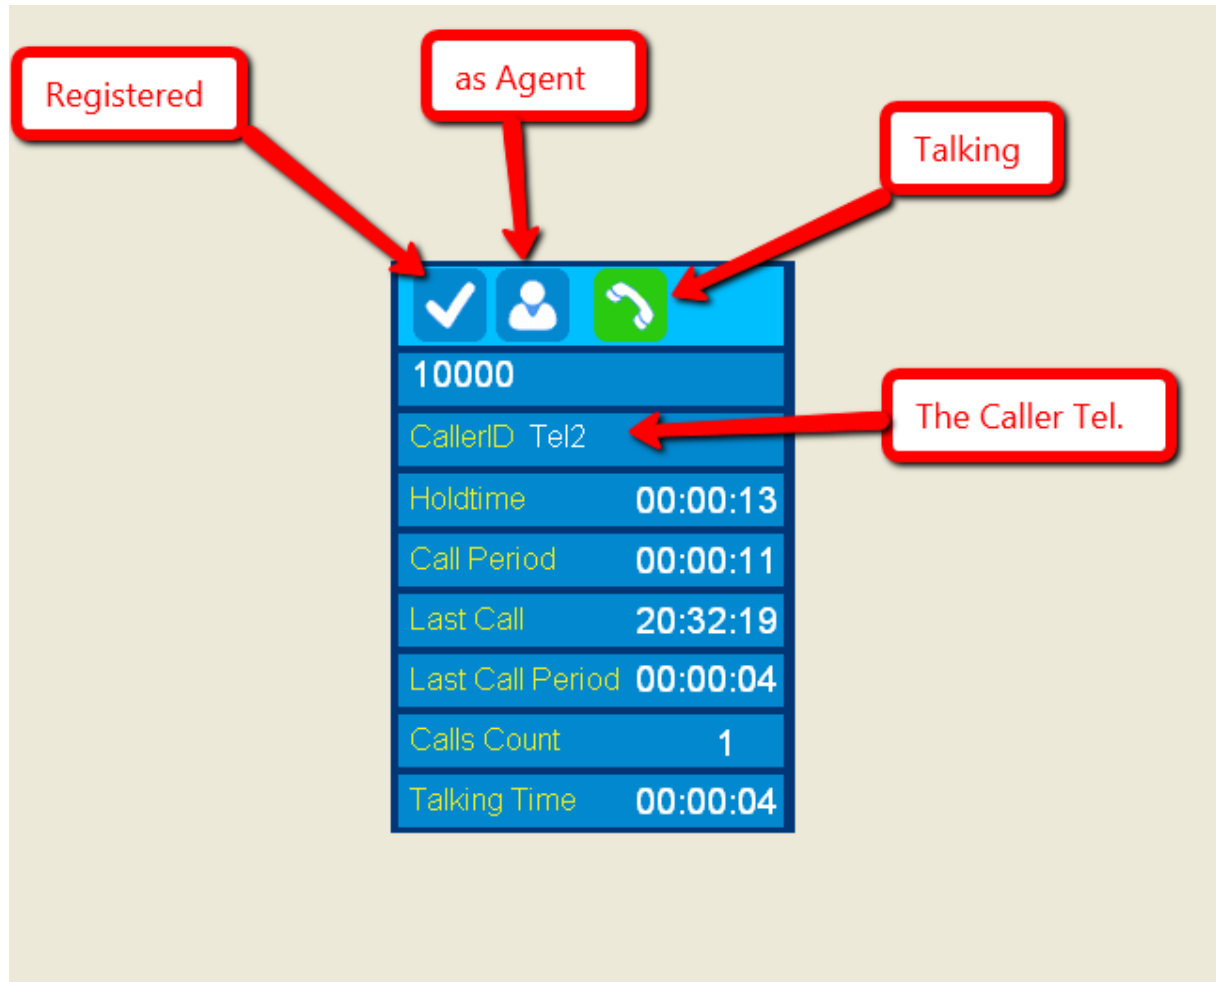 Registered
as Agent
Talking
10000
CallerID Tel2
The Caller Tel.
Holdtime 00:00:13
Call Period 00:00:11
Last Call 20:32:19
Last Call Period 00:00:04
Calls Count 1
Talking Time 00:00:04